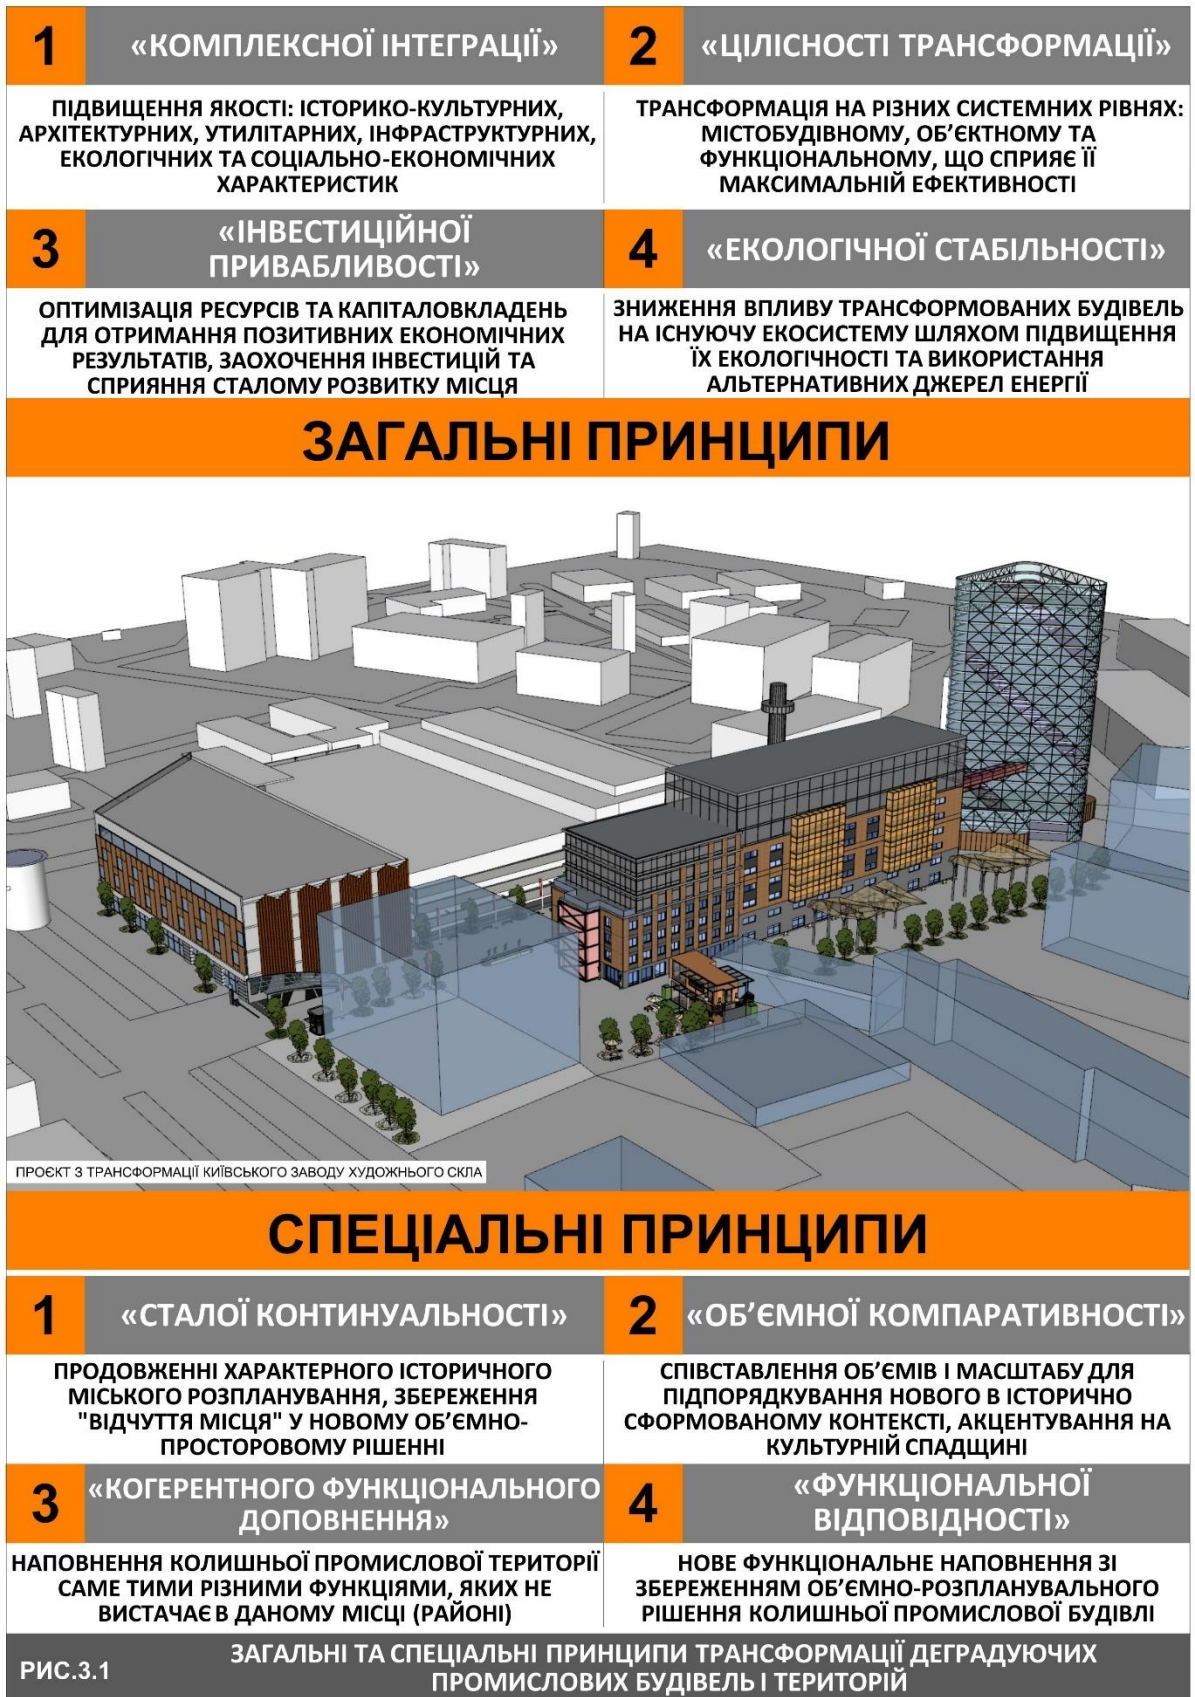 1 «КОМПЛЕКСНОЇ ІНТЕГРАЦІЇ»
ПІДВИЩЕННЯ ЯКОСТІ: ІСТОРИКО-КУЛЬТУРНИХ,
АРХІТЕКТУРНИХ, УТИЛІТАРНИХ, ІНФРАСТРУКТУРНИХ,
ЕКОЛОГІЧНИХ ТА СОЦІАЛЬНО-ЕКОНОМІЧНИХ
ХАРАКТЕРИСТИК
2 «ЦІЛІСНОСТІ ТРАНСФОРМАЦІЇ»
ТРАНСФОРМАЦІЯ НА РІЗНИХ СИСТЕМНИХ РІВНЯХ:
МІСТОБУДІВНОМУ, ОБ’ЄКТНОМУ ТА
ФУНКЦІОНАЛЬНОМУ, ЩО СПРИЯЄ ЇЇ
МАКСИМАЛЬНІЙ ЕФЕКТИВНОСТІ
3 «ІНВЕСТИЦІЙНОЇ
ПРИВАБЛИВОСТІ»
ОПТИМІЗАЦІЯ РЕСУРСІВ ТА КАПІТАЛОВКЛАДЕНЬ
ДЛЯ ОТРИМАННЯ ПОЗИТИВНИХ ЕКОНОМІЧНИХ
РЕЗУЛЬТАТІВ, ЗАОХОЧЕННЯ ІНВЕСТИЦІЙ ТА
СПРИЯННЯ СТАЛОМУ РОЗВИТКУ МІСЦЯ
4 «ЕКОЛОГІЧНОЇ СТАБІЛЬНОСТІ»
ЗНИЖЕННЯ ВПЛИВУ ТРАНСФОРМОВАНИХ БУДІВЕЛЬ
НА ІСНУЮЧУ ЕКОСИСТЕМУ ШЛЯХОМ ПІДВИЩЕННЯ
ЇХ ЕКОЛОГІЧНОСТІ ТА ВИКОРИСТАННЯ
АЛЬТЕРНАТИВНИХ ДЖЕРЕЛ ЕНЕРГІЇ
ЗАГАЛЬНІ ПРИНЦИПИ
ПРОЄКТ З ТРАНСФОРМАЦІЇ КИЇВСЬКОГО ЗАВОДУ ХУДОЖНЬОГО СКЛА
СПЕЦІАЛЬНІ ПРИНЦИПИ
1 «СТАЛОЇ КОНТИНУАЛЬНОСТІ»
ПРОДОВЖЕННІ ХАРАКТЕРНОГО ІСТОРИЧНОГО
МІСЬКОГО РОЗПЛАНУВАННЯ, ЗБЕРЕЖЕННЯ
"ВІДЧУТТЯ МІСЦЯ" У НОВОМУ ОБ’ЄМНО-
ПРОСТОРОВОМУ РІШЕННІ
2 «ОБ’ЄМНОЇ КОМПАРАТИВНОСТІ»
СПІВСТАВЛЕННЯ ОБ’ЄМІВ І МАСШТАБУ ДЛЯ
ПІДПОРЯДКУВАННЯ НОВОГО В ІСТОРИЧНО
СФОРМОВАНОМУ КОНТЕКСТІ, АКЦЕНТУВАННЯ НА
КУЛЬТУРНІЙ СПАДЩИНІ
3 «КОГЕРЕНТНОГО ФУНКЦІОНАЛЬНОГО
ДОПОВНЕННЯ»
НАПОВНЕННЯ КОЛИШНЬОЇ ПРОМИСЛОВОЇ ТЕРИТОРІЇ
САМЕ ТИМИ РІЗНИМИ ФУНКЦІЯМИ, ЯКИХ НЕ
ВИСТАЧАЄ В ДАНОМУ МІСЦІ (РАЙОНІ)
4 «ФУНКЦІОНАЛЬНОЇ
ВІДПОВІДНОСТІ»
НОВЕ ФУНКЦІОНАЛЬНЕ НАПОВНЕННЯ ЗІ
ЗБЕРЕЖЕННЯМ ОБ’ЄМНО-РОЗПЛАНУВАЛЬНОГО
РІШЕННЯ КОЛИШНЬОЇ ПРОМИСЛОВОЇ БУДІВЛІ
РИС.3.1
ЗАГАЛЬНІ ТА СПЕЦІАЛЬНІ ПРИНЦИПИ ТРАНСФОРМАЦІЇ ДЕГРАДУЮЧИХ
ПРОМИСЛОВИХ БУДІВЕЛЬ І ТЕРИТОРІЙ